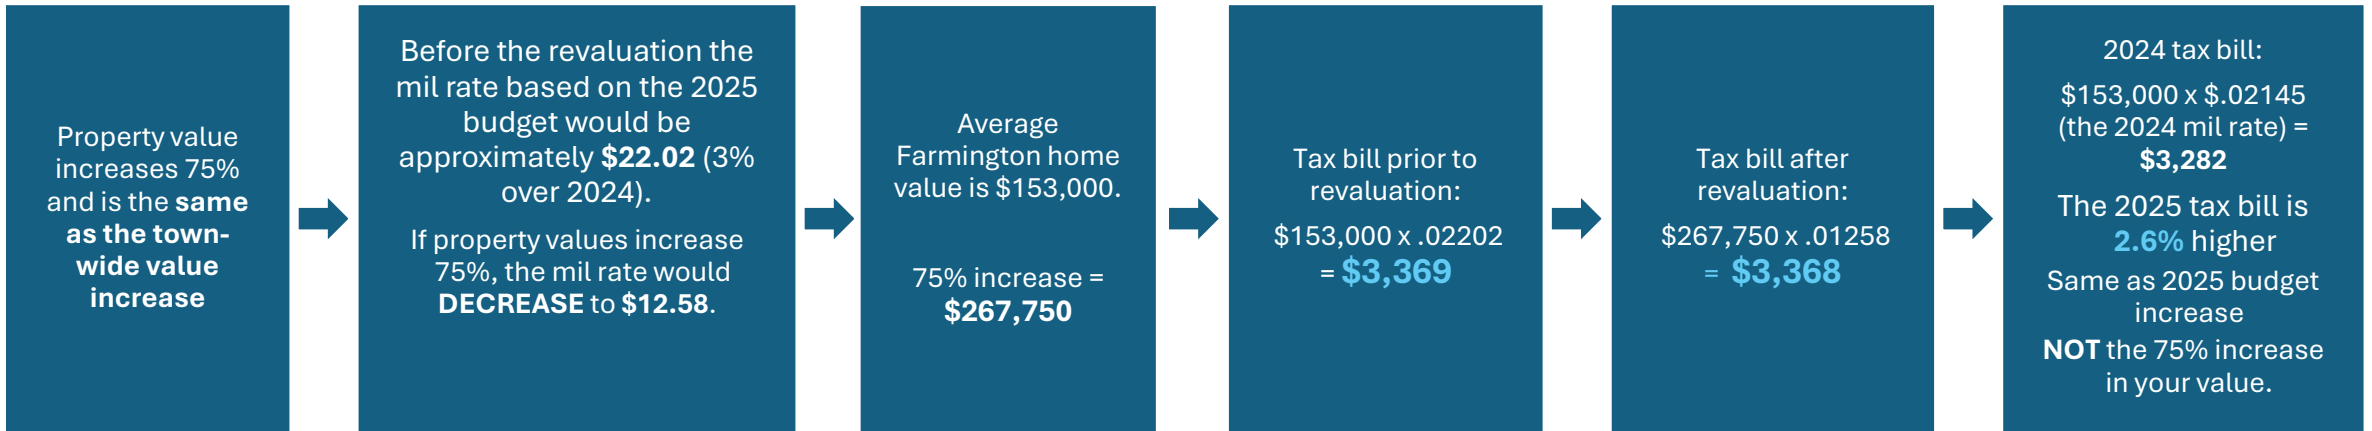 Property value
increases 75%
and is the same
as the town-
wide value
increase
Before the revaluation the
mil rate based on the 2025
budget would be
approximately $22.02 (3%
over 2024).
If property values increase
75%, the mil rate would
DECREASE to $12.58.
Average
Farmington home
value is $153,000.
75% increase =
$267,750
Tax bill prior to
revaluation:
$153,000 x .02202
= $3,369
Tax bill after
revaluation:
$267,750 x .01258
= $3,368
2024 tax bill:
$153,000 x $.02145
(the 2024 mil rate) =
$3,282
The 2025 tax bill is
2.6% higher
Same as 2025 budget
increase
NOT the 75% increase
in your value.